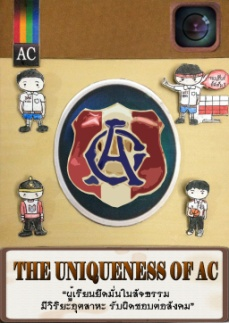 AC
THE UNIQUENESS OF AC
"ผู้เรียนยึดมั่นในสัจธรรม
มีวิริยะอุตสาหะ รับผิดชอบต่อสังคม"